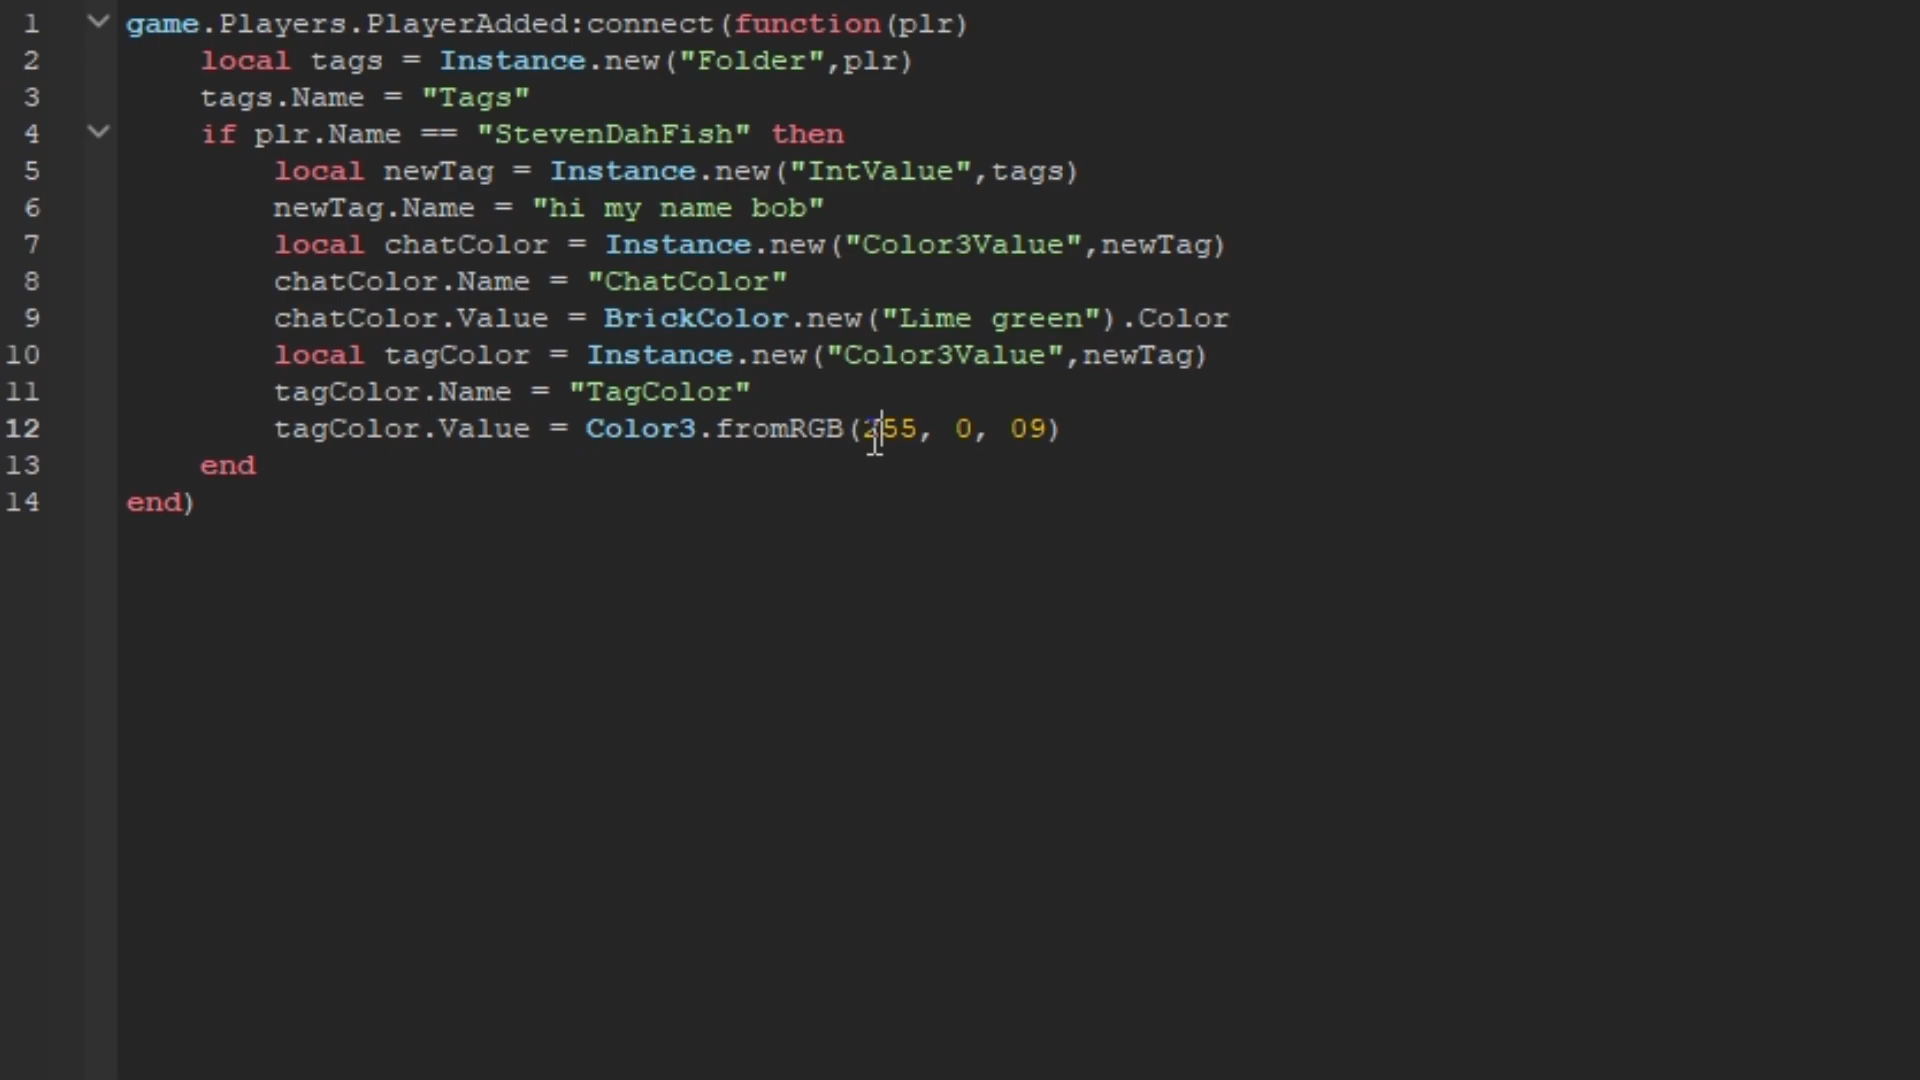 1 game.Players.PlayerAdded:connect(function(plr)
2 local tags = Instance.new("Folder",plr)
3 tags.Name = "Tags"
4 if plr.Name == "StevenDahFish" then
5 local newTag = Instance.new("IntValue",tags)
6 newTag.Name = "hi my name bob"
7 local chatColor = Instance.new("Color3Value",newTag)
8 chatColor.Name = "ChatColor"
9 chatColor.Value = BrickColor.new("Lime green").Color
10 local tagColor = Instance.new("Color3Value",newTag)
11 tagColor.Name = "TagColor"
12 tagColor.Value = Color3.fromRGB(255, 0, 09)
13 end
14 end)